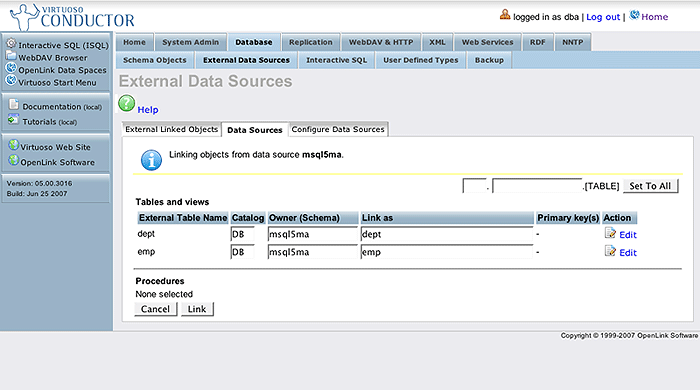 VIRTUOSO
CONDUCTOR
logged in as dba | Log out | Home
Interactive SQL (ISQL)
WebDAV Browser
OpenLink Data Spaces
Virtuoso Start Menu
Documentation (local)
Tutorials (local)
Virtuoso Web Site
OpenLink Software
Version: 05.00.3016
Build: Jun 25 2007
Home System Admin Database Replication WebDAV & HTTP XML Web Services RDF NNTP
Schema Objects External Data Sources Interactive SQL User Defined Types Backup
External Data Sources
Help
External Linked Objects Data Sources Configure Data Sources
Linking objects from data source msql5ma.
. .[TABLE] Set To All
Tables and views
External Table Name Catalog Owner (Schema) Link as Primary key(s) Action
dept DB msql5ma dept - Edit
emp DB msql5ma emp - Edit
Procedures
None selected
Cancel Link
Copyright © 1999-2007 OpenLink Software